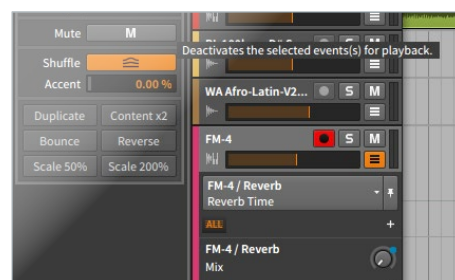 Mute M
Deactivates the selected events(s) for playback.
Shuffle
Accent 0.00 %
WA Afro-Latin-V2... S M
Duplicate Content x2
Bounce Reverse
Scale 50% Scale 200%
FM-4 S M
FM-4 / Reverb
Reverb Time
ALL +
FM-4 / Reverb
Mix